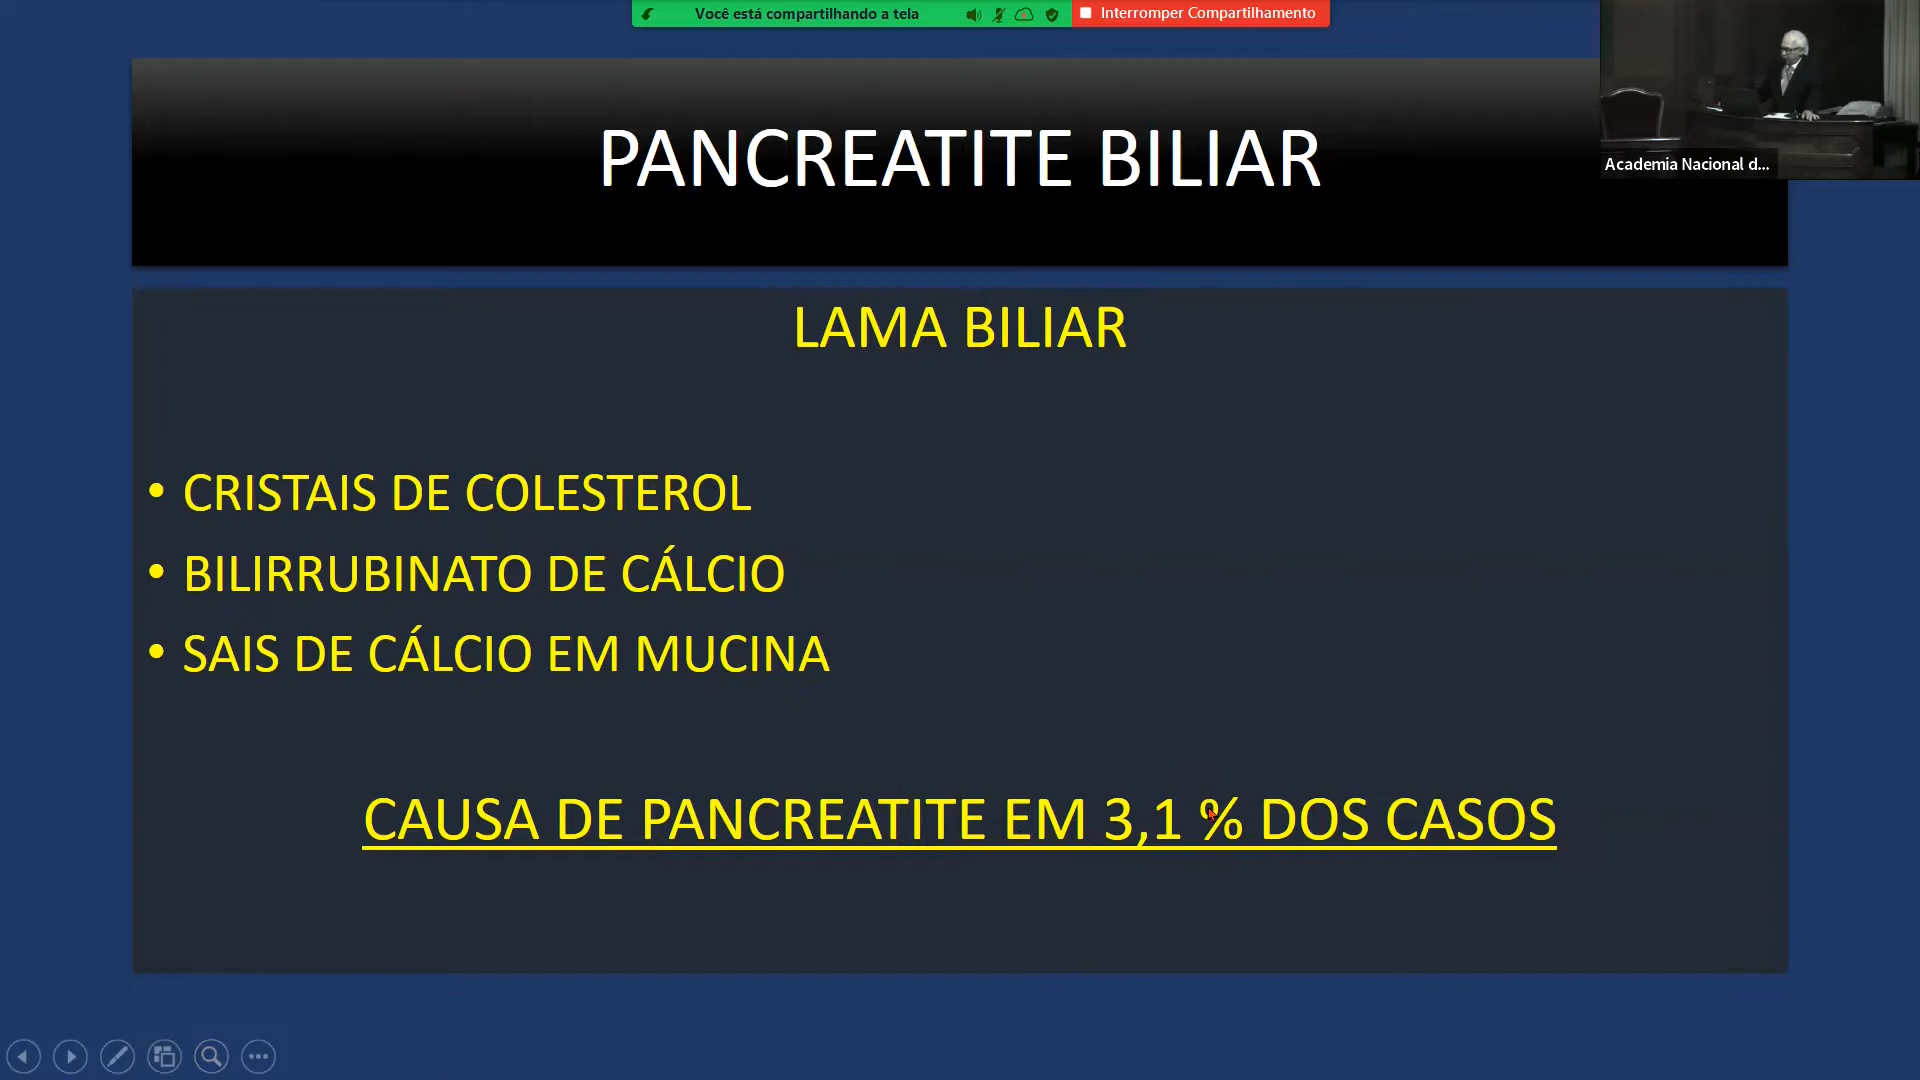 Você está compartilhando a tela
Interromper Compartilhamento
PANCREATITE BILIAR
Academia Nacional d...
LAMA BILIAR
• CRISTAIS DE COLESTEROL
• BILIRRUBINATO DE CÁLCIO
• SAIS DE CÁLCIO EM MUCINA
CAUSA DE PANCREATITE EM 3,1 % DOS CASOS